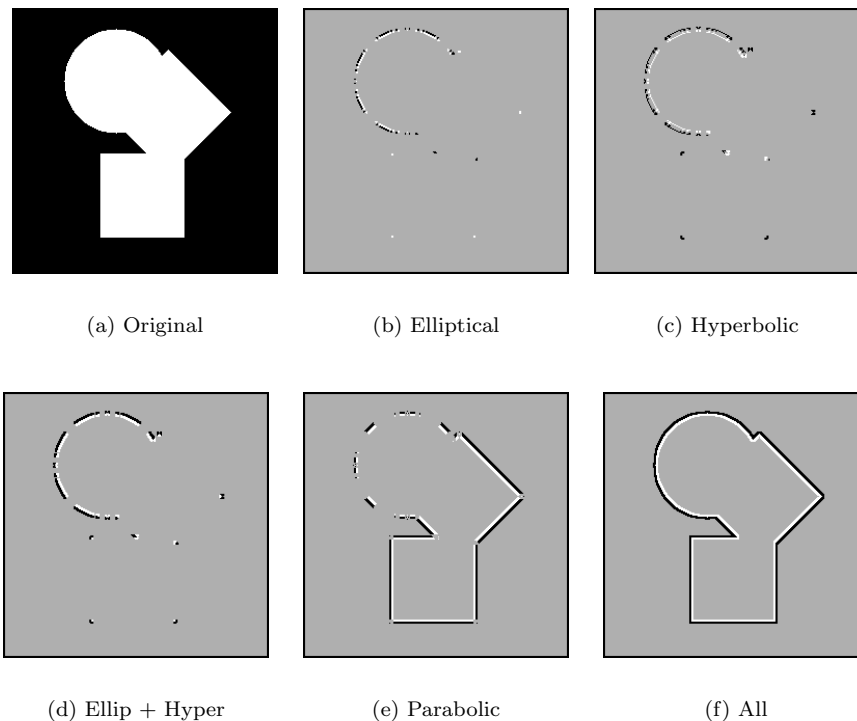 (a) Original
(b) Elliptical
(c) Hyperbolic
(d) Ellip + Hyper
(e) Parabolic
(f) All